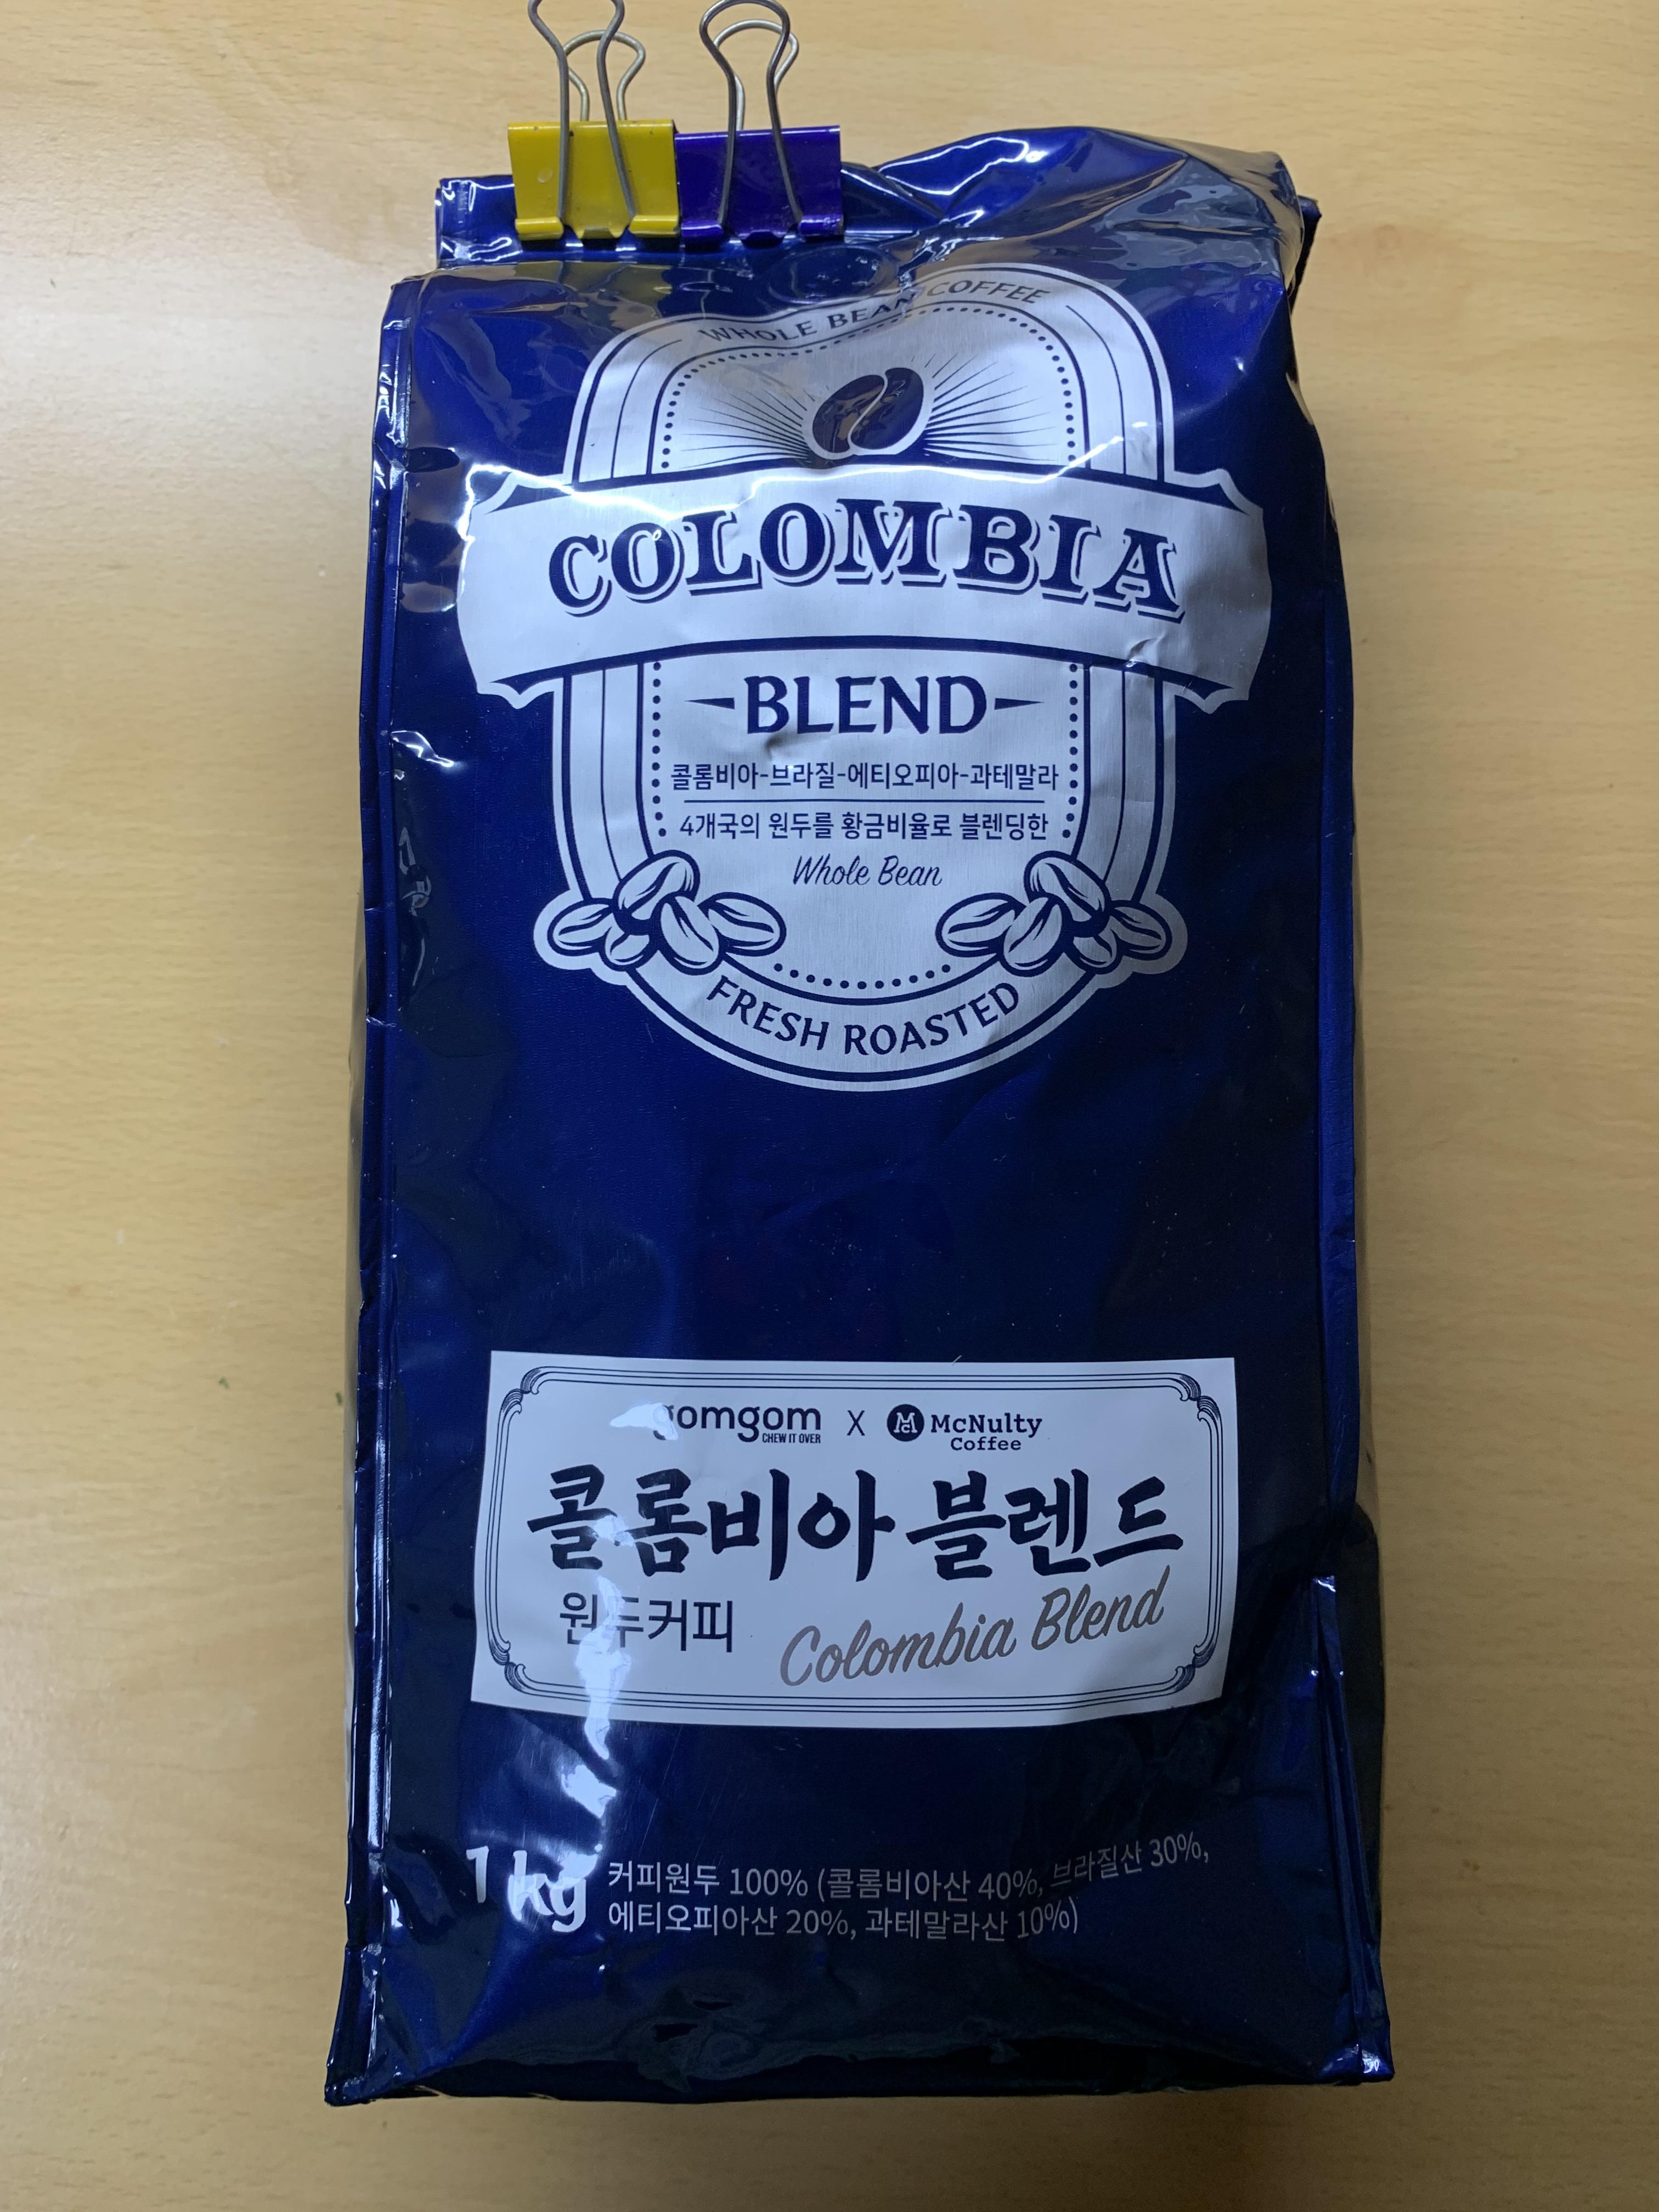 WHOLE BEAN COFFEE
COLOMBIA
BLEND
콜롬비아-브라질-에티오피아-과테말라
4개국의 원두를 황금비율로 블렌딩한
Whole Bean
FRESH ROASTED
gomgom X McNulty
CHEW IT OVER Coffee
콜롬비아 블렌드
원두커피 Colombia Blend
1kg 커피원두 100% (콜롬비아산 40%, 브라질산 30%,
에티오피아산 20%, 과테말라산 10%)